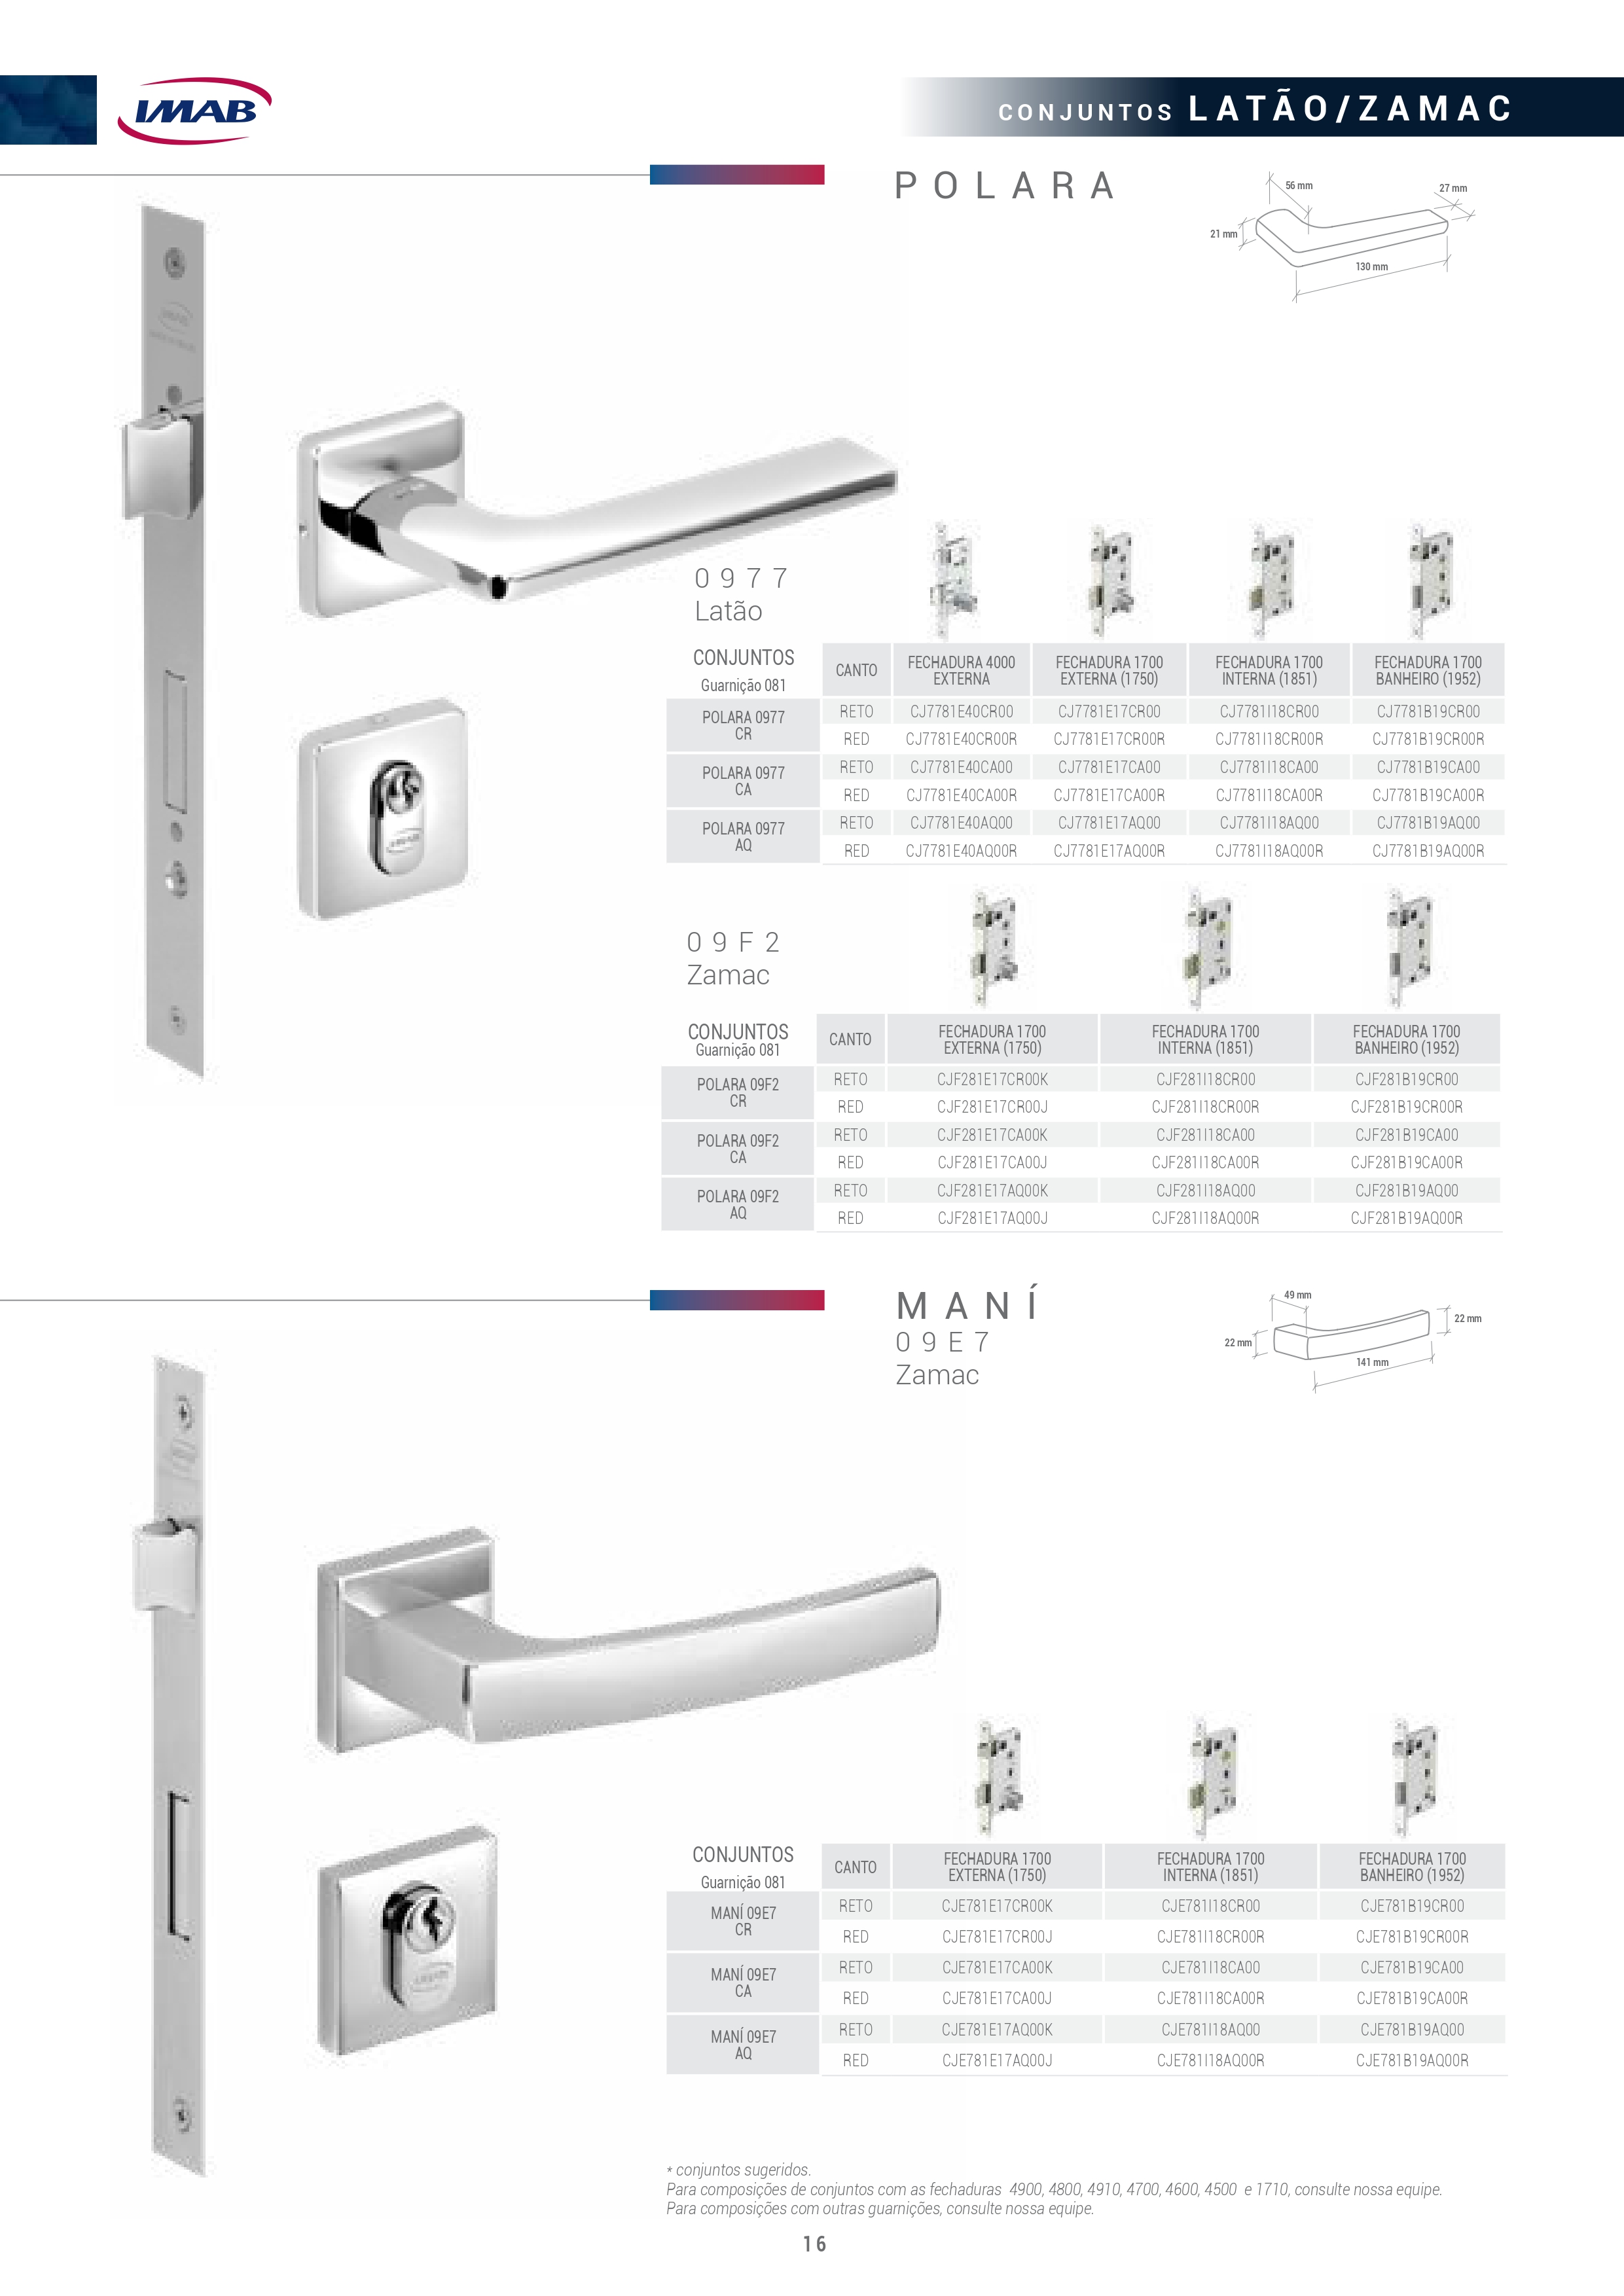 IMAB
CONJUNTOS LATÃO/ZAMAC
POLARA
56 mm
27 mm
21 mm
130 mm
0977
Latão
CONJUNTOS
Guarnição 081
CANTO
FECHADURA 4000 EXTERNA
FECHADURA 1700 EXTERNA (1750)
FECHADURA 1700 INTERNA (1851)
FECHADURA 1700 BANHEIRO (1952)
POLARA 0977 CR
RETO CJ7781E40CR00 CJ7781E17CR00 CJ7781I18CR00 CJ7781B19CR00
RED CJ7781E40CR00R CJ7781E17CR00R CJ7781I18CR00R CJ7781B19CR00R
POLARA 0977 CA
RETO CJ7781E40CA00 CJ7781E17CA00 CJ7781I18CA00 CJ7781B19CA00
RED CJ7781E40CA00R CJ7781E17CA00R CJ7781I18CA00R CJ7781B19CA00R
POLARA 0977 AQ
RETO CJ7781E40AQ00 CJ7781E17AQ00 CJ7781I18AQ00 CJ7781B19AQ00
RED CJ7781E40AQ00R CJ7781E17AQ00R CJ7781I18AQ00R CJ7781B19AQ00R
09F2
Zamac
CONJUNTOS
Guarnição 081
CANTO
FECHADURA 1700 EXTERNA (1750)
FECHADURA 1700 INTERNA (1851)
FECHADURA 1700 BANHEIRO (1952)
POLARA 09F2 CR
RETO CJF281E17CR00K CJF281I18CR00 CJF281B19CR00
RED CJF281E17CR00J CJF281I18CR00R CJF281B19CR00R
POLARA 09F2 CA
RETO CJF281E17CA00K CJF281I18CA00 CJF281B19CA00
RED CJF281E17CA00J CJF281I18CA00R CJF281B19CA00R
POLARA 09F2 AQ
RETO CJF281E17AQ00K CJF281I18AQ00 CJF281B19AQ00
RED CJF281E17AQ00J CJF281I18AQ00R CJF281B19AQ00R
MANÍ
09E7
Zamac
49 mm
22 mm
22 mm
141 mm
CONJUNTOS
Guarnição 081
CANTO
FECHADURA 1700 EXTERNA (1750)
FECHADURA 1700 INTERNA (1851)
FECHADURA 1700 BANHEIRO (1952)
MANÍ 09E7 CR
RETO CJE781E17CR00K CJE781I18CR00 CJE781B19CR00
RED CJE781E17CR00J CJE781I18CR00R CJE781B19CR00R
MANÍ 09E7 CA
RETO CJE781E17CA00K CJE781I18CA00 CJE781B19CA00
RED CJE781E17CA00J CJE781I18CA00R CJE781B19CA00R
MANÍ 09E7 AQ
RETO CJE781E17AQ00K CJE781I18AQ00 CJE781B19AQ00
RED CJE781E17AQ00J CJE781I18AQ00R CJE781B19AQ00R
* conjuntos sugeridos.
Para composições de conjuntos com as fechaduras 4900, 4800, 4910, 4700, 4600, 4500 e 1710, consulte nossa equipe.
Para composições com outras guarnições, consulte nossa equipe.
16